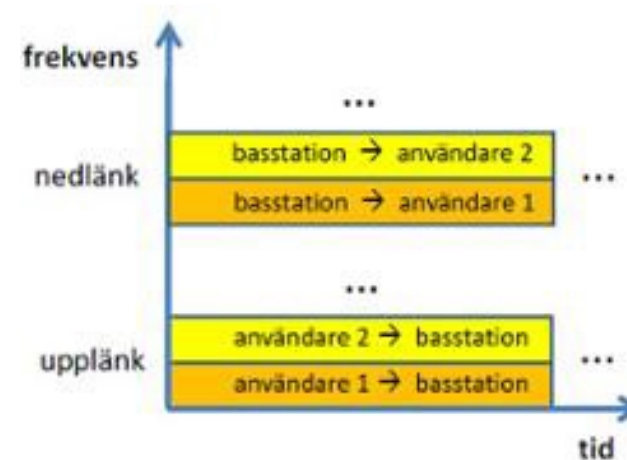 frekvens
...
basstation → användare 2
nedlänk
...
basstation → användare 1
...
användare 2 → basstation
upplänk
...
användare 1 → basstation
tid